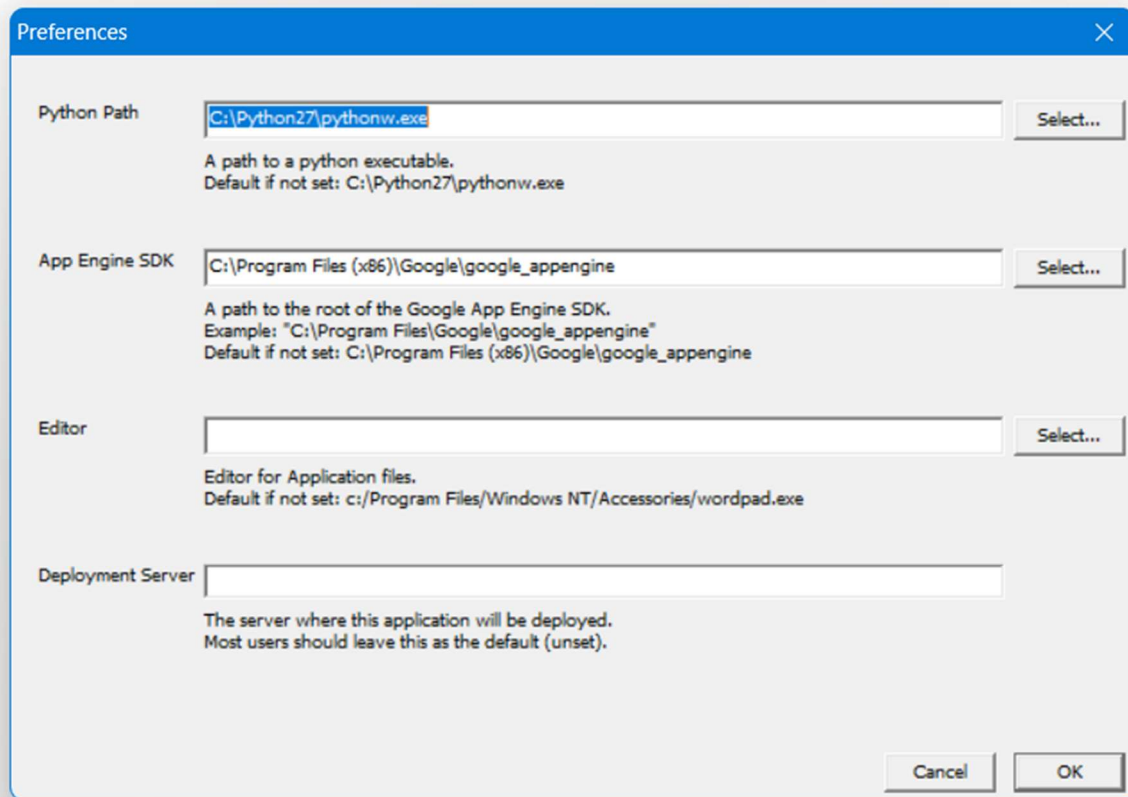 Preferences
Python Path
C:\Python27\pythonw.exe
Select...
A path to a python executable.
Default if not set: C:\Python27\pythonw.exe
App Engine SDK
C:\Program Files (x86)\Google\google_appengine
Select...
A path to the root of the Google App Engine SDK.
Example: "C:\Program Files\Google\google_appengine"
Default if not set: C:\Program Files (x86)\Google\google_appengine
Editor
Select...
Editor for Application files.
Default if not set: c:/Program Files/Windows NT/Accessories/wordpad.exe
Deployment Server
The server where this application will be deployed.
Most users should leave this as the default (unset).
Cancel
OK